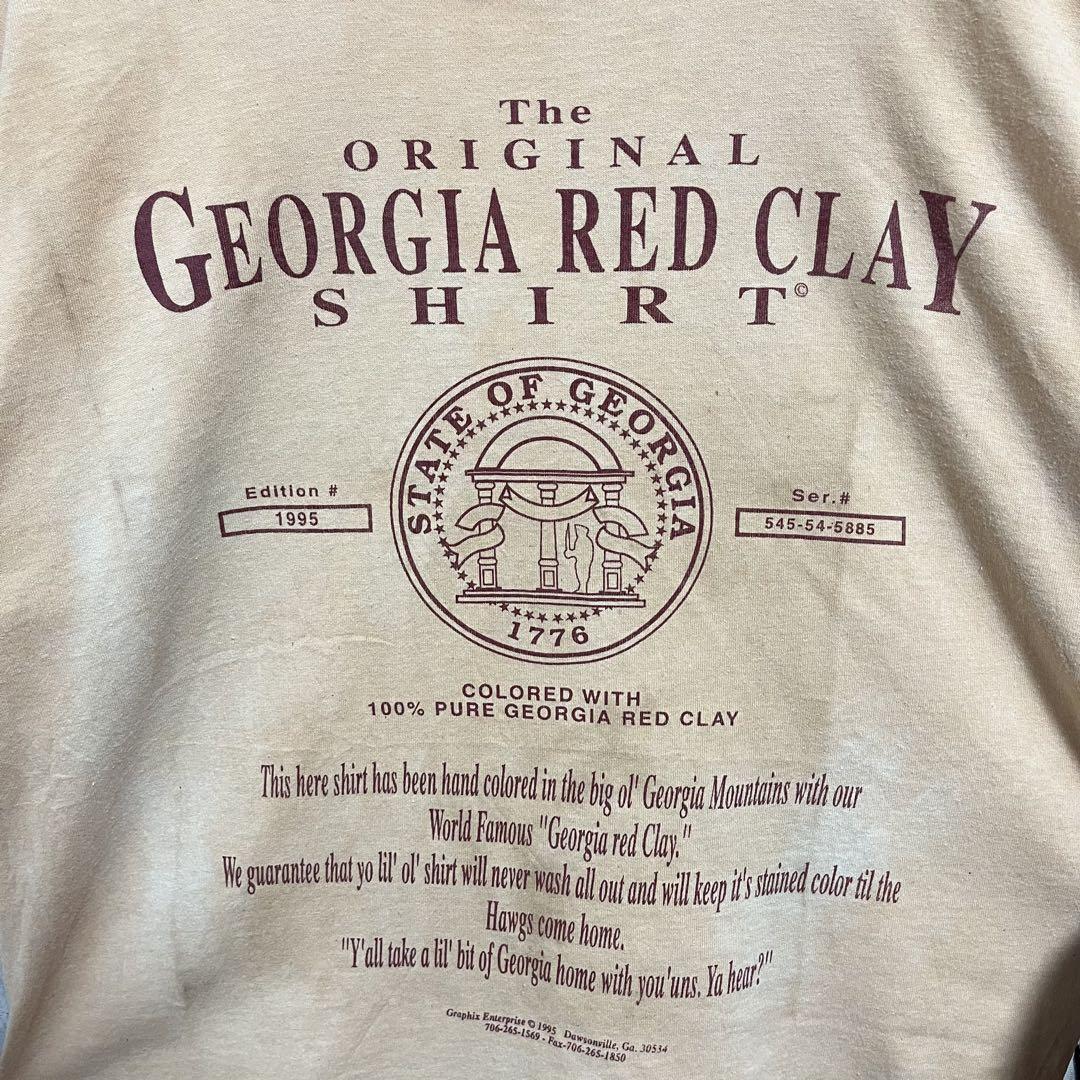 The
ORIGINAL
GEORGIA RED CLAY
SHIRT©
STATE OF GEORGIA
1776
Edition #
1995
Ser.#
545-54-5885
COLORED WITH
100% PURE GEORGIA RED CLAY
This here shirt has been hand colored in the big ol' Georgia Mountains with our
World Famous "Georgia red Clay."
We guarantee that yo lil' ol' shirt will never wash all out and will keep it's stained color til the
Hawgs come home.
"Y'all take a lil' bit of Georgia home with you'uns. Ya hear?"
Graphix Enterprise © 1995 Dawsonville, Ga. 30534
706-265-1569 - Fax-706-265-1850